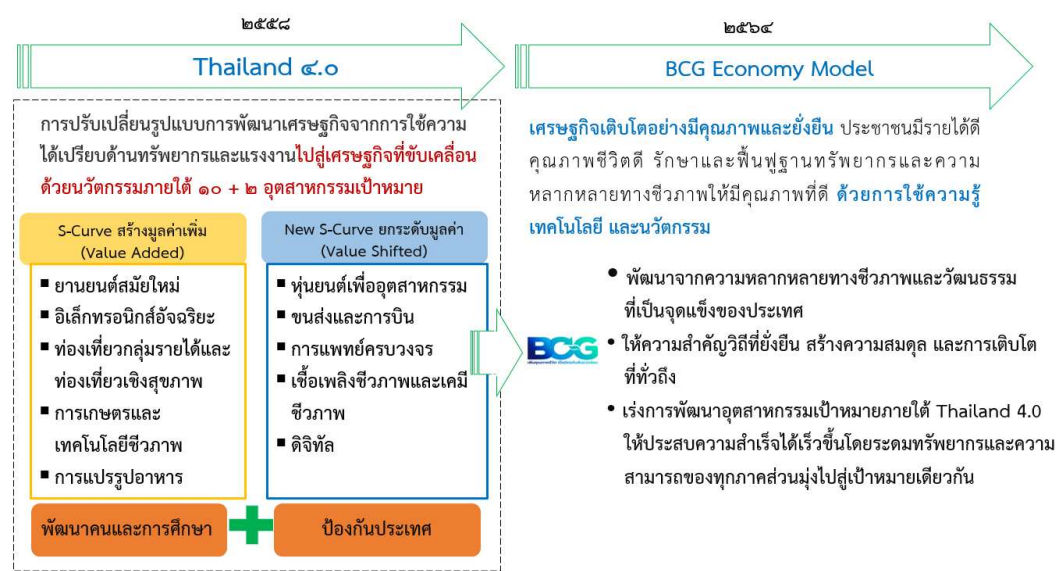 ๒๕๕๘
Thailand ๔.๐
การปรับเปลี่ยนรูปแบบการพัฒนาเศรษฐกิจจากการใช้ความ
ได้เปรียบด้านทรัพยากรและแรงงานไปสู่เศรษฐกิจที่ขับเคลื่อน
ด้วยนวัตกรรมภายใต้ ๑๐ + ๒ อุตสาหกรรมเป้าหมาย
S-Curve สร้างมูลค่าเพิ่ม
(Value Added)
■ ยานยนต์สมัยใหม่
■ อิเล็กทรอนิกส์อัจฉริยะ
■ ท่องเที่ยวกลุ่มรายได้และ
ท่องเที่ยวเชิงสุขภาพ
■ การเกษตรและ
เทคโนโลยีชีวภาพ
■ การแปรรูปอาหาร
New S-Curve ยกระดับมูลค่า
(Value Shifted)
■ หุ่นยนต์เพื่ออุตสาหกรรม
■ ขนส่งและการบิน
■ การแพทย์ครบวงจร
■ เชื้อเพลิงชีวภาพและเคมี
ชีวภาพ
■ ดิจิทัล
พัฒนาคนและการศึกษา
ป้องกันประเทศ
๒๕๖๔
BCG Economy Model
เศรษฐกิจเติบโตอย่างมีคุณภาพและยั่งยืน ประชาชนมีรายได้ดี
คุณภาพชีวิตดี รักษาและฟื้นฟูฐานทรัพยากรและความ
หลากหลายทางชีวภาพให้มีคุณภาพที่ดี ด้วยการใช้ความรู้
เทคโนโลยี และนวัตกรรม
BCG
• พัฒนาจากความหลากหลายทางชีวภาพและวัฒนธรรม
ที่เป็นจุดแข็งของประเทศ
• ให้ความสำคัญวิถีที่ยั่งยืน สร้างความสมดุล และการเติบโต
ที่ทั่วถึง
• เร่งการพัฒนาอุตสาหกรรมเป้าหมายภายใต้ Thailand 4.0
ให้ประสบความสำเร็จได้เร็วขึ้นโดยระดมทรัพยากรและความ
สามารถของทุกภาคส่วนมุ่งไปสู่เป้าหมายเดียวกัน